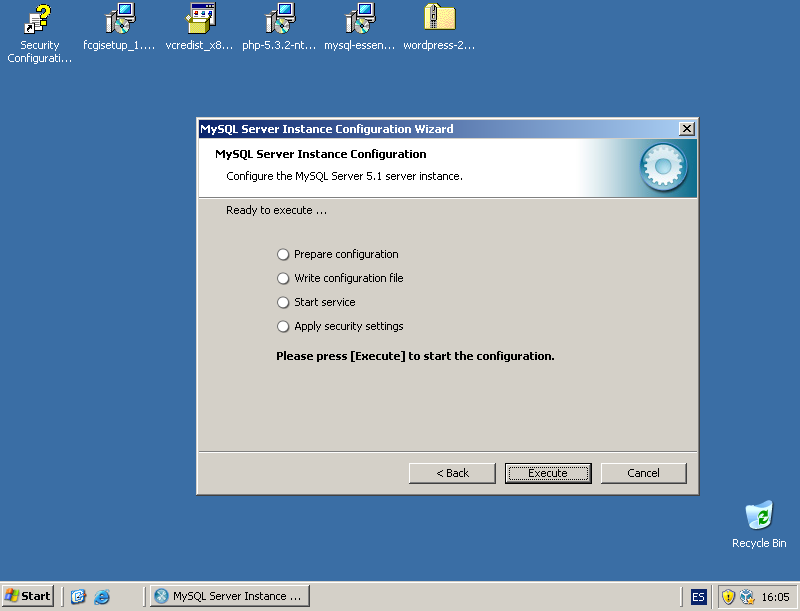 Security
Configurati...
fcgisetup_1....
vcredist_x8...
php-5.3.2-nt...
mysql-essen...
wordpress-2...
MySQL Server Instance Configuration Wizard
MySQL Server Instance Configuration
Configure the MySQL Server 5.1 server instance.
Ready to execute ...
Prepare configuration
Write configuration file
Start service
Apply security settings
Please press [Execute] to start the configuration.
< Back
Execute
Cancel
Recycle Bin
Start
MySQL Server Instance ...
ES
16:05